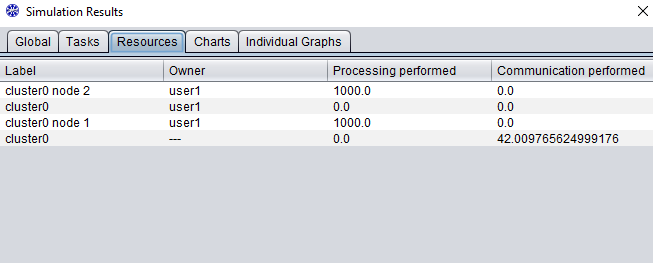 Simulation Results
Global Tasks Resources Charts Individual Graphs
Label Owner Processing performed Communication performed
cluster0 node 2 user1 1000.0 0.0
cluster0 user1 0.0 0.0
cluster0 node 1 user1 1000.0 0.0
cluster0 --- 0.0 42.009765624999176